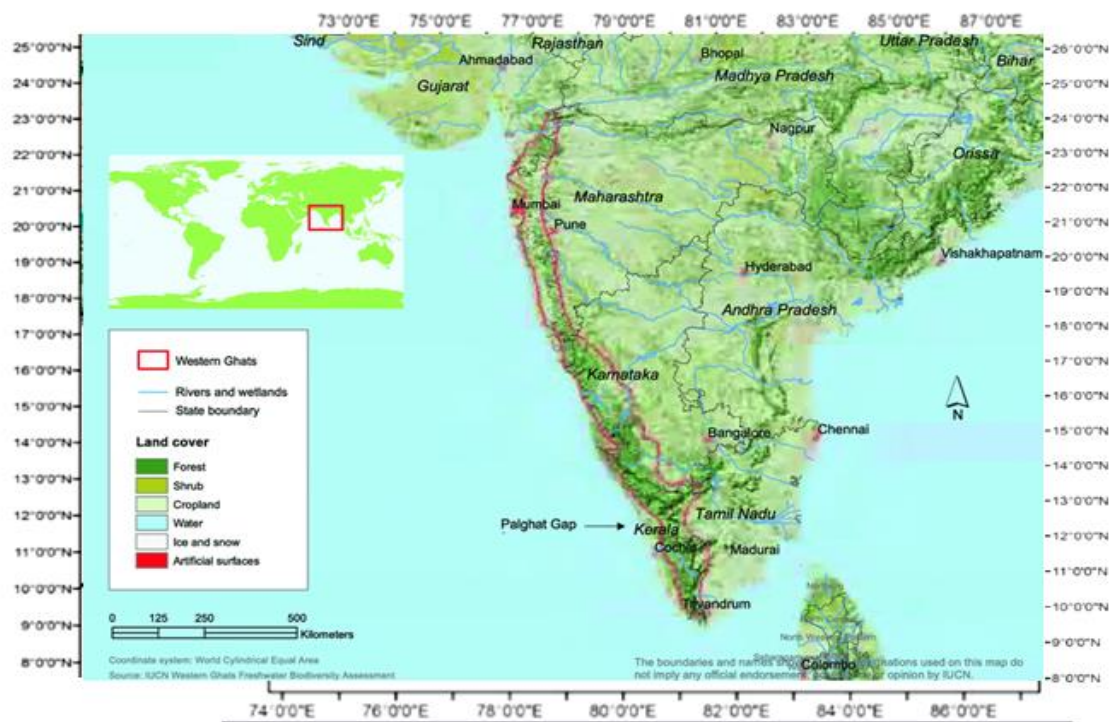 73°0'0"E 75°0'0"E 77°0'0"E 79°0'0"E 81°0'0"E 83°0'0"E 85°0'0"E 87°0'0"E
25°0'0"N
24°0'0"N
23°0'0"N
22°0'0"N
21°0'0"N
20°0'0"N
19°0'0"N
18°0'0"N
17°0'0"N
16°0'0"N
15°0'0"N
14°0'0"N
13°0'0"N
12°0'0"N
11°0'0"N
10°0'0"N
9°0'0"N
8°0'0"N
Sind
Rajasthan
Uttar Pradesh
Ahmadabad
Bhopal
Bihar
Gujarat
Madhya Pradesh
Nagpur
Orissa
Maharashtra
Mumbai
Pune
Vishakhapatnam
Hyderabad
Andhra Pradesh
Karnataka
Bangalore
Chennai
Tamil Nadu
Palghat Gap
Kerala
Cochin
Madurai
Trivandrum
Colombo
N
Western Ghats
Rivers and wetlands
State boundary
Land cover
Forest
Shrub
Cropland
Water
Ice and snow
Artificial surfaces
0 125 250 500
Kilometers
Coordinate system: World Cylindrical Equal Area
Source: IUCN Western Ghats Freshwater Biodiversity Assessment
The boundaries and names used on this map do
not imply any official endorsement, or opinion by IUCN.
26°0'0"N
25°0'0"N
24°0'0"N
23°0'0"N
22°0'0"N
21°0'0"N
20°0'0"N
19°0'0"N
18°0'0"N
17°0'0"N
16°0'0"N
15°0'0"N
14°0'0"N
13°0'0"N
12°0'0"N
11°0'0"N
10°0'0"N
9°0'0"N
8°0'0"N
74°0'0"E 76°0'0"E 78°0'0"E 80°0'0"E 82°0'0"E 84°0'0"E 86°0'0"E